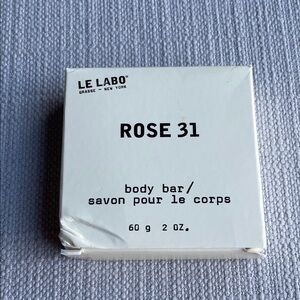 LE LABO
GRASSE — NEW YORK
ROSE 31
body bar/
savon pour le corps
60 g 2 OZ.